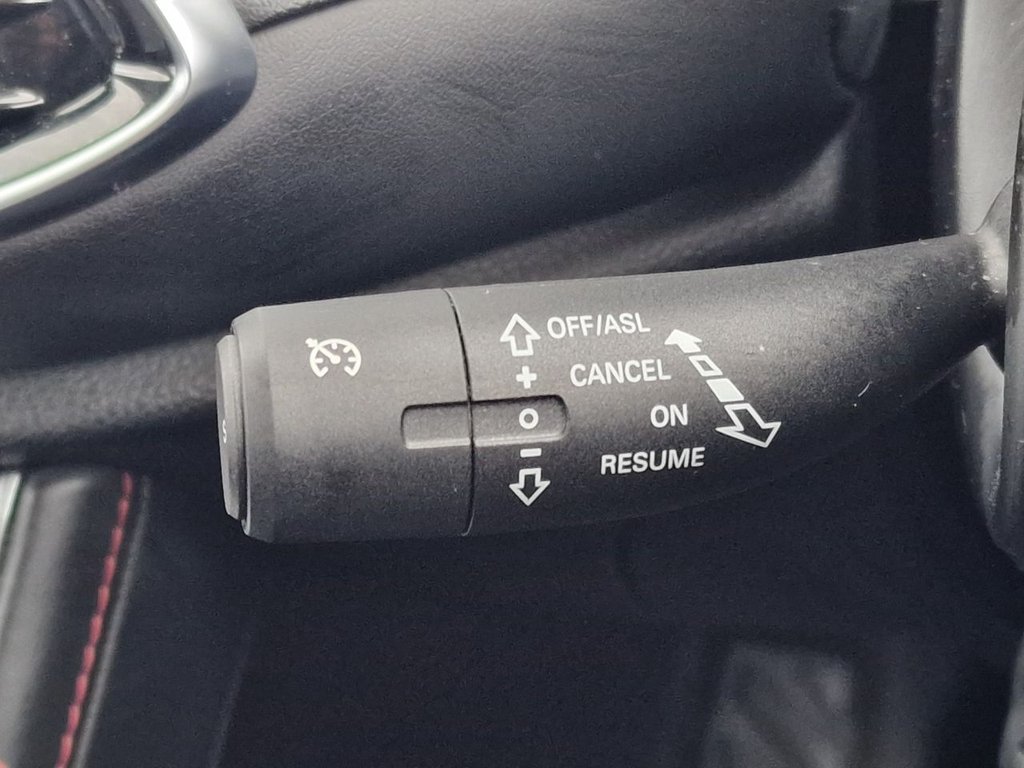 OFF/ASL
+ CANCEL
O ON
– RESUME